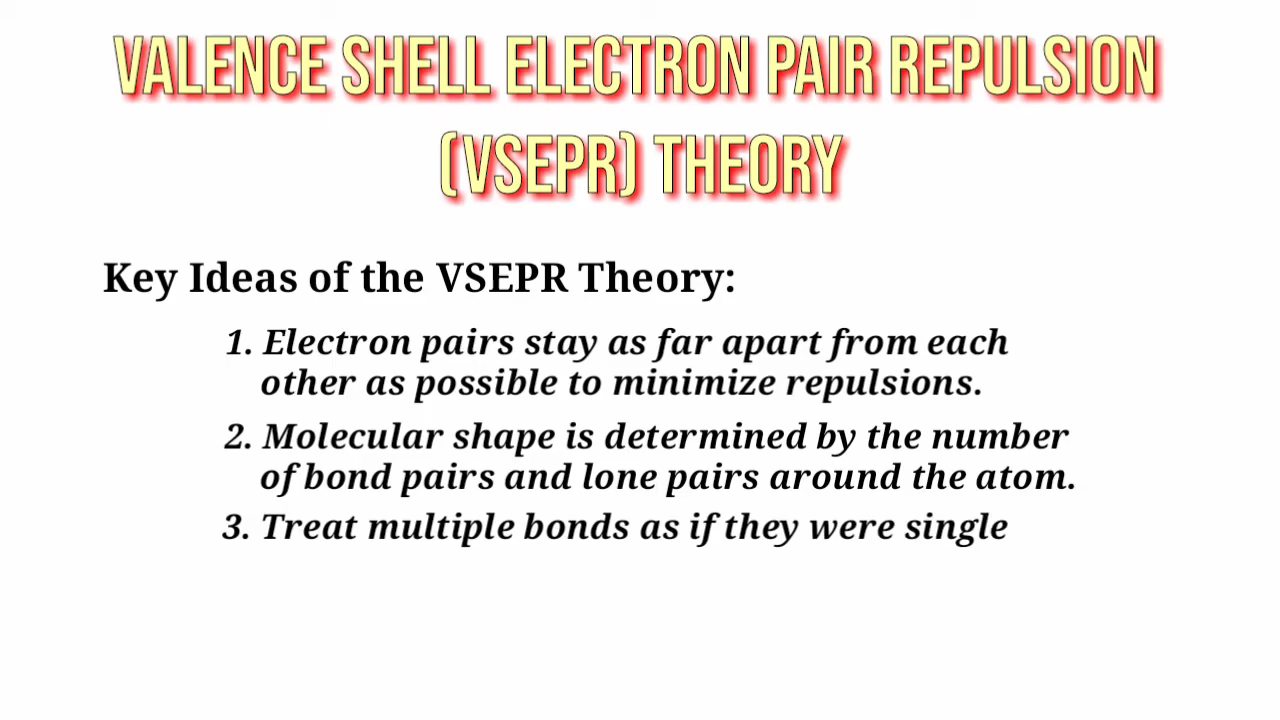 VALENCE SHELL ELECTRON PAIR REPULSION
(VSEPR) THEORY
Key Ideas of the VSEPR Theory:
1. Electron pairs stay as far apart from each
other as possible to minimize repulsions.
2. Molecular shape is determined by the number
of bond pairs and lone pairs around the atom.
3. Treat multiple bonds as if they were single